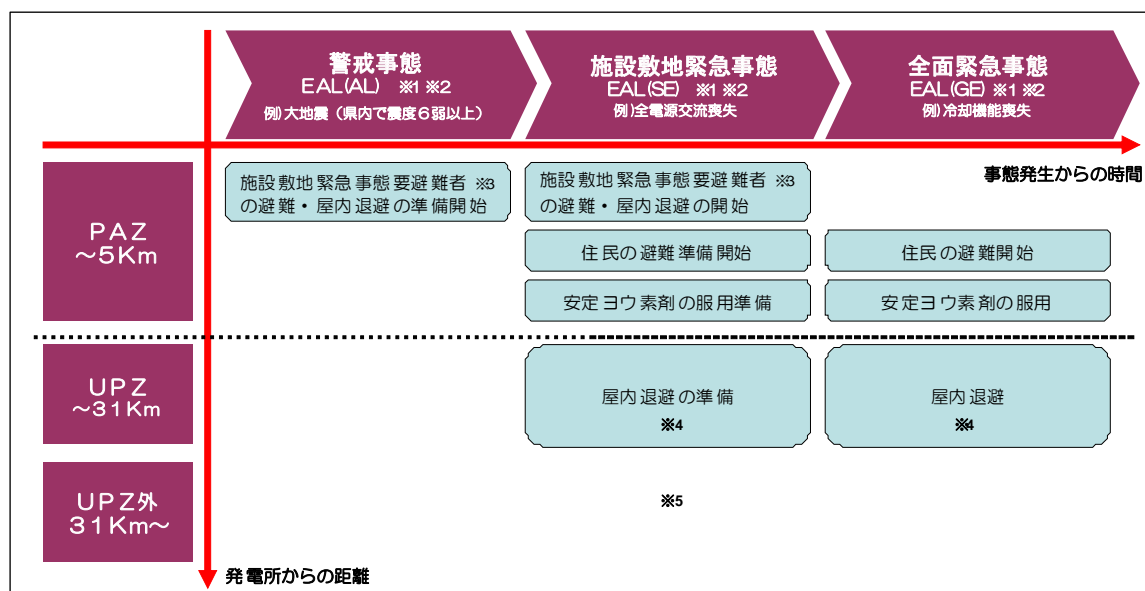 警戒事態
EAL(AL) ※1 ※2
例)大地震（県内で震度６弱以上）
施設敷地緊急事態
EAL(SE) ※1 ※2
例)全電源交流喪失
全面緊急事態
EAL(GE) ※1 ※2
例)冷却機能喪失
事態発生からの時間
ＰＡＺ
～５Ｋｍ
施設敷地緊急事態要避難者 ※3
の避難・屋内退避の準備開始
施設敷地緊急事態要避難者 ※3
の避難・屋内退避の開始
住民の避難準備開始
住民の避難開始
安定ヨウ素剤の服用準備
安定ヨウ素剤の服用
ＵＰＺ
～31Ｋｍ
屋内退避の準備
※4
屋内退避
※4
ＵＰＺ外
３１Ｋｍ～
※5
発電所からの距離